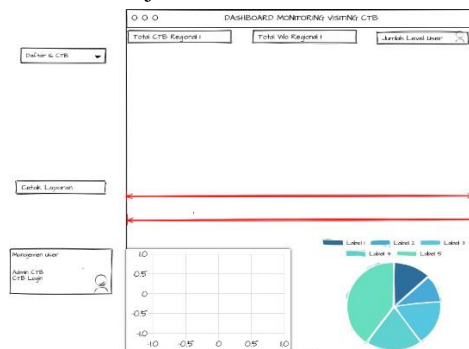 DASHBOARD MONITORING VISITING CTB
Total CTB Regional 1
Total Wo Regional 1
Jumlah Level User
Daftar & CTB
Cetak Laporan
Manajemen User
Admin CTB
CTB Login
Label 1
Label 2
Label 3
Label 4
Label 5
1.0
0.5
0
-0.5
-1.0
-1.0
-0.5
0
0.5
1.0